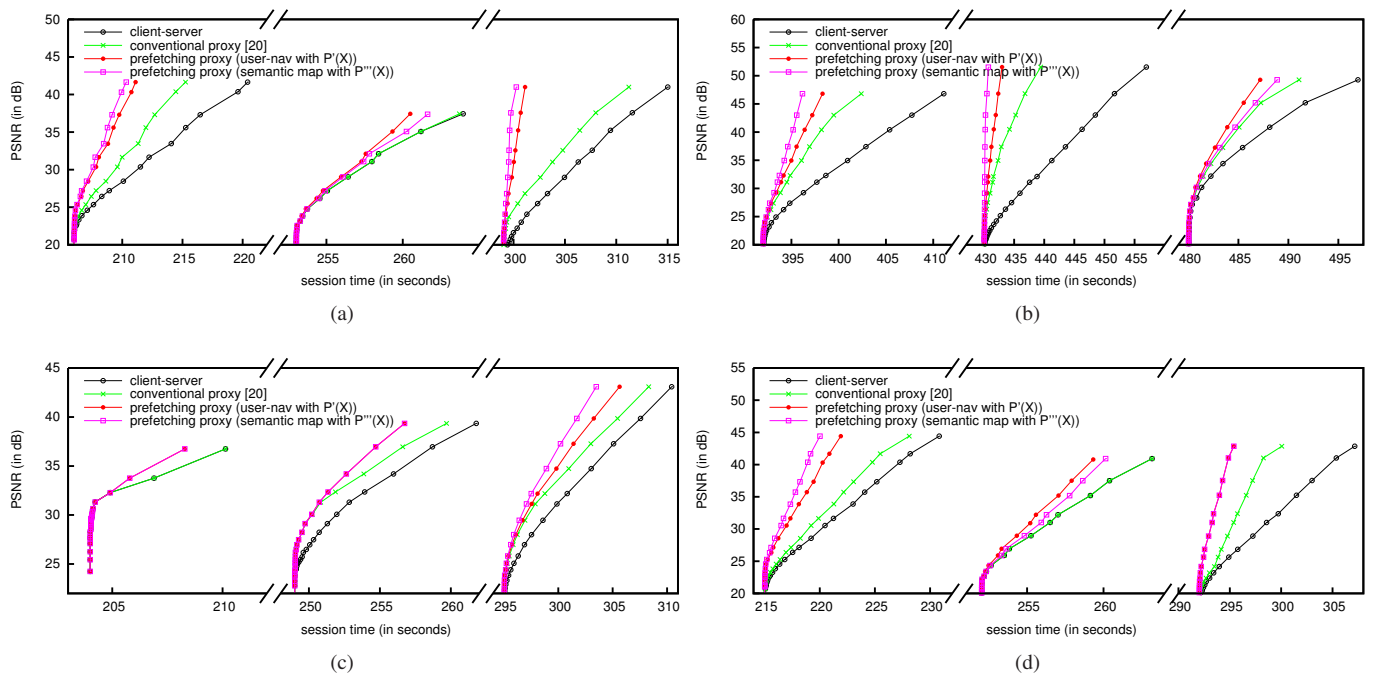 60
50
40
30
20
PSNR (in dB)
client-server
conventional proxy [20]
prefetching proxy (user-nav with P'(X))
prefetching proxy (semantic map with P'''(X))
210 215 220 255 260 300 305 310 315
session time (in seconds)
(a)
60
55
50
45
40
35
30
25
20
PSNR (in dB)
client-server
conventional proxy [20]
prefetching proxy (user-nav with P'(X))
prefetching proxy (semantic map with P'''(X))
395 400 405 410 430 435 440 445 450 455 480 485 490 495
session time (in seconds)
(b)
45
40
35
30
25
PSNR (in dB)
client-server
conventional proxy [20]
prefetching proxy (user-nav with P'(X))
prefetching proxy (semantic map with P'''(X))
205 210 250 255 260 295 300 305 310
session time (in seconds)
(c)
55
50
45
40
35
30
25
20
PSNR (in dB)
client-server
conventional proxy [20]
prefetching proxy (user-nav with P'(X))
prefetching proxy (semantic map with P'''(X))
215 220 225 230 255 260 290 295 300 305
session time (in seconds)
(d)